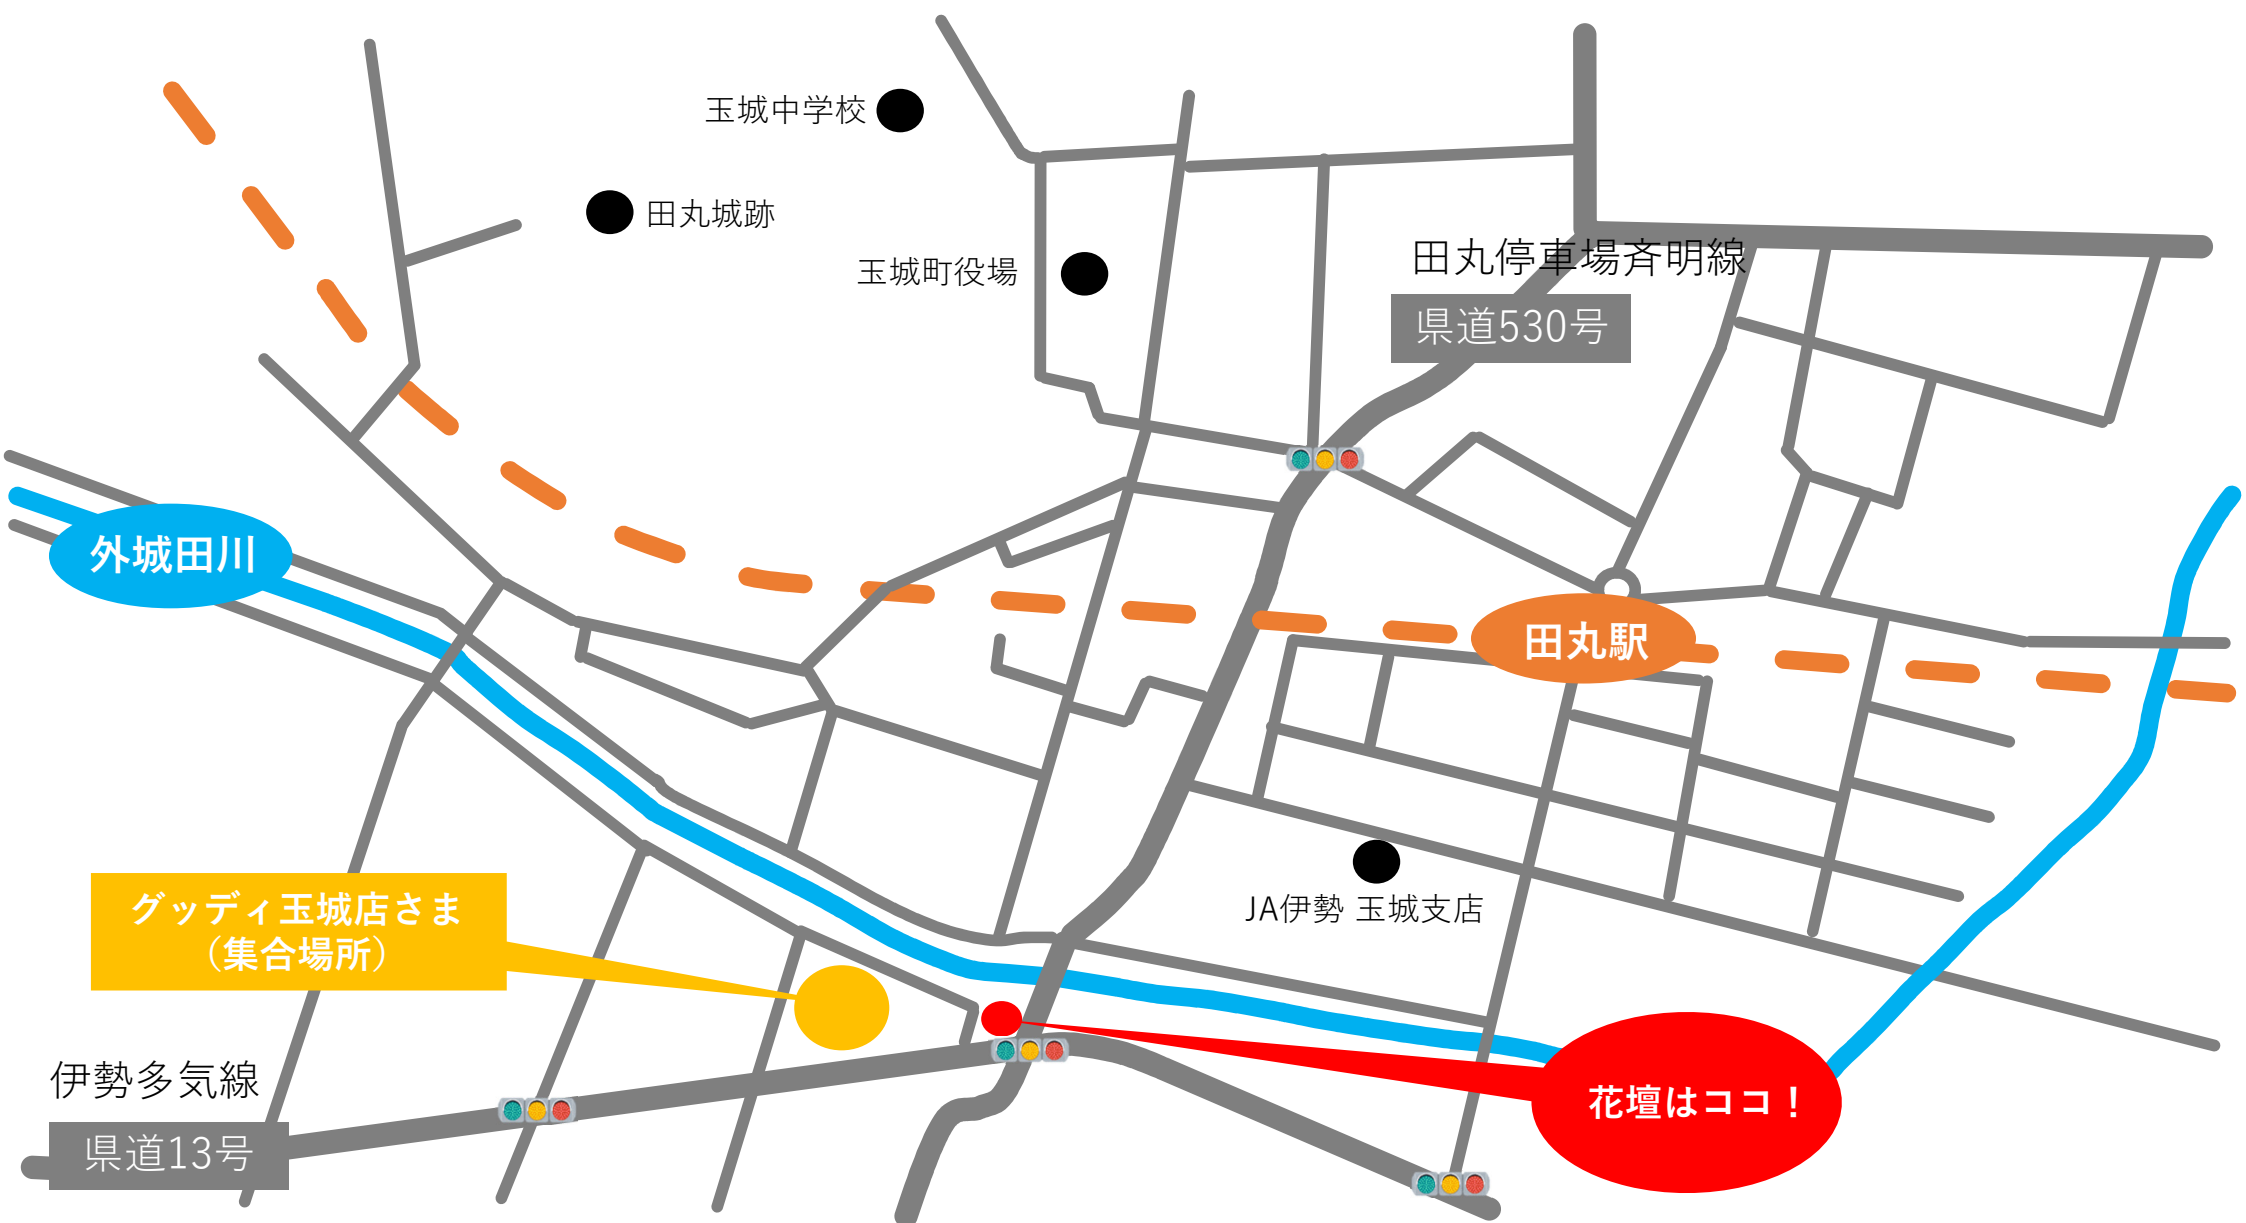 玉城中学校
田丸城跡
玉城町役場
田丸停車場斉明線
県道530号
外城田川
田丸駅
JA伊勢 玉城支店
グッディ玉城店さま
（集合場所）
伊勢多気線
県道13号
花壇はココ！